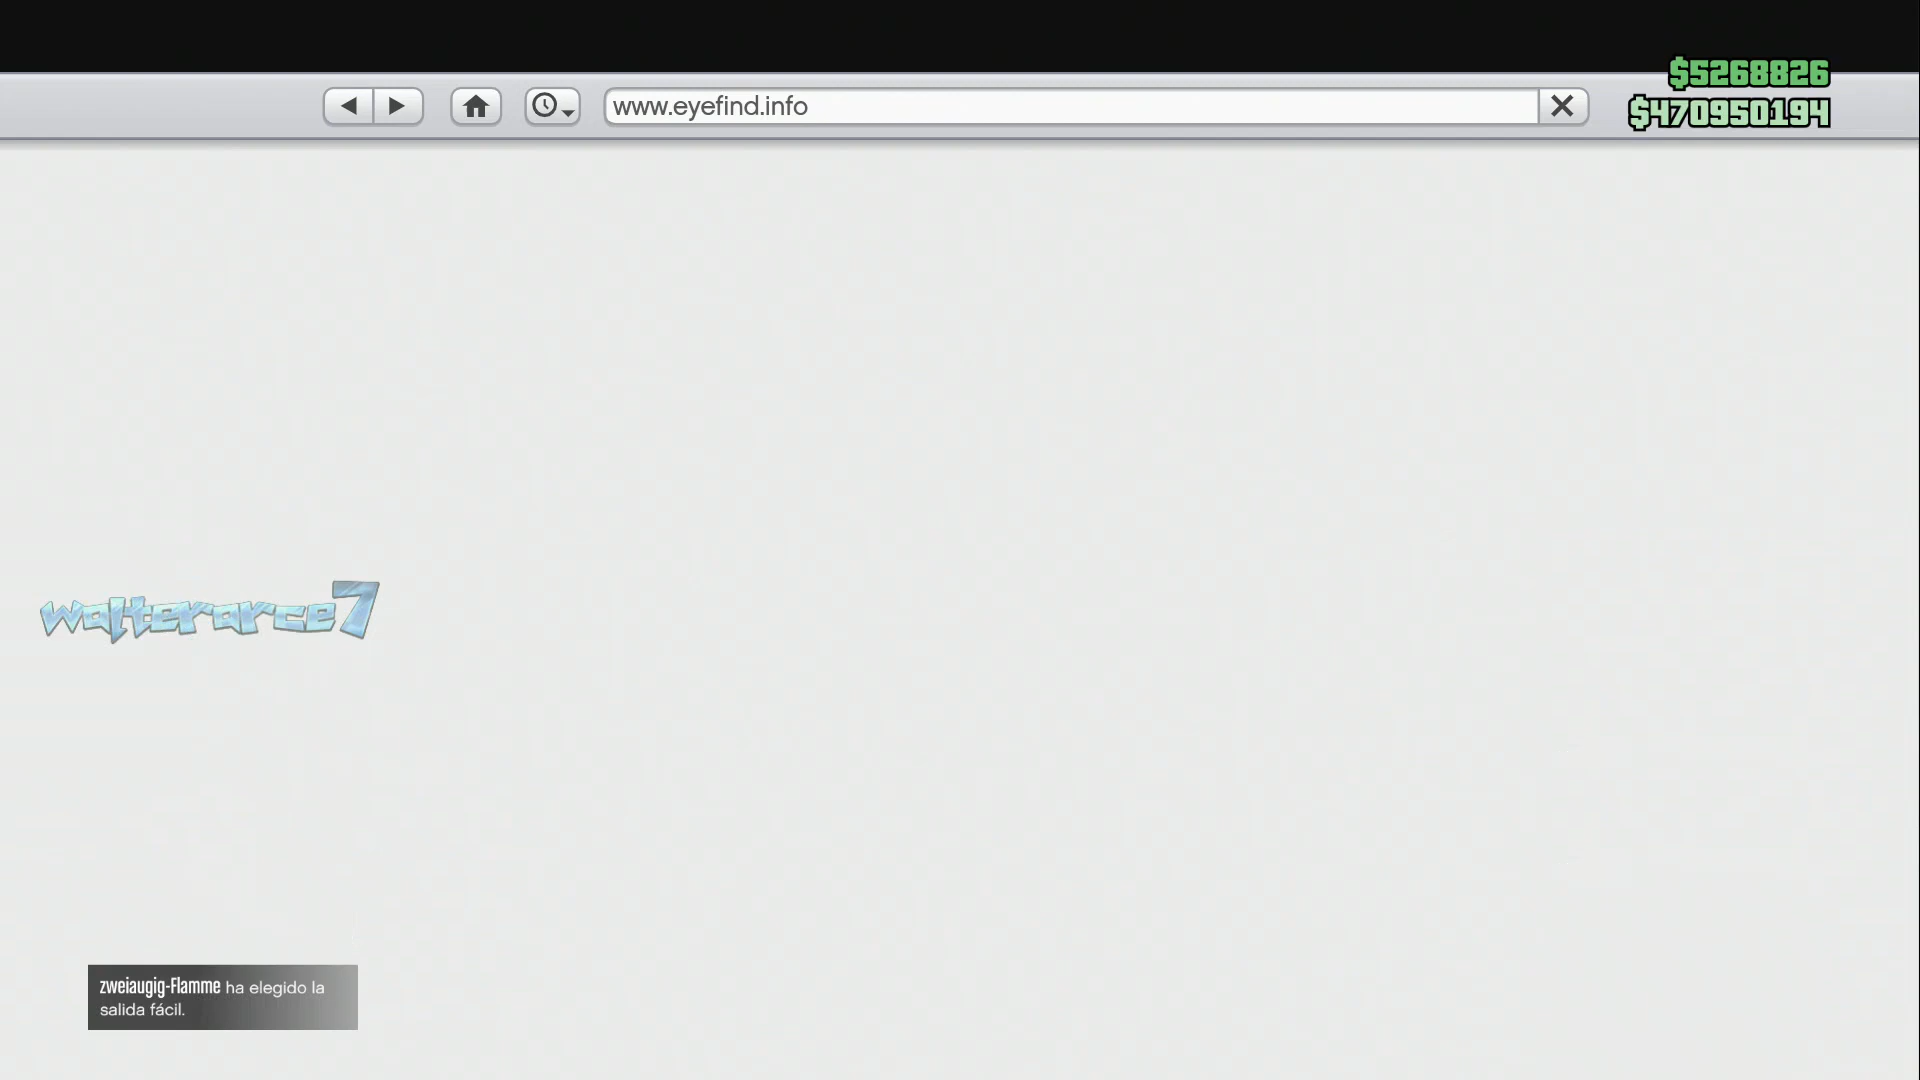 $5268826
www.eyefind.info
$470950194
walterarce7
zweiaugig-Flamme ha elegido la
salida fácil.